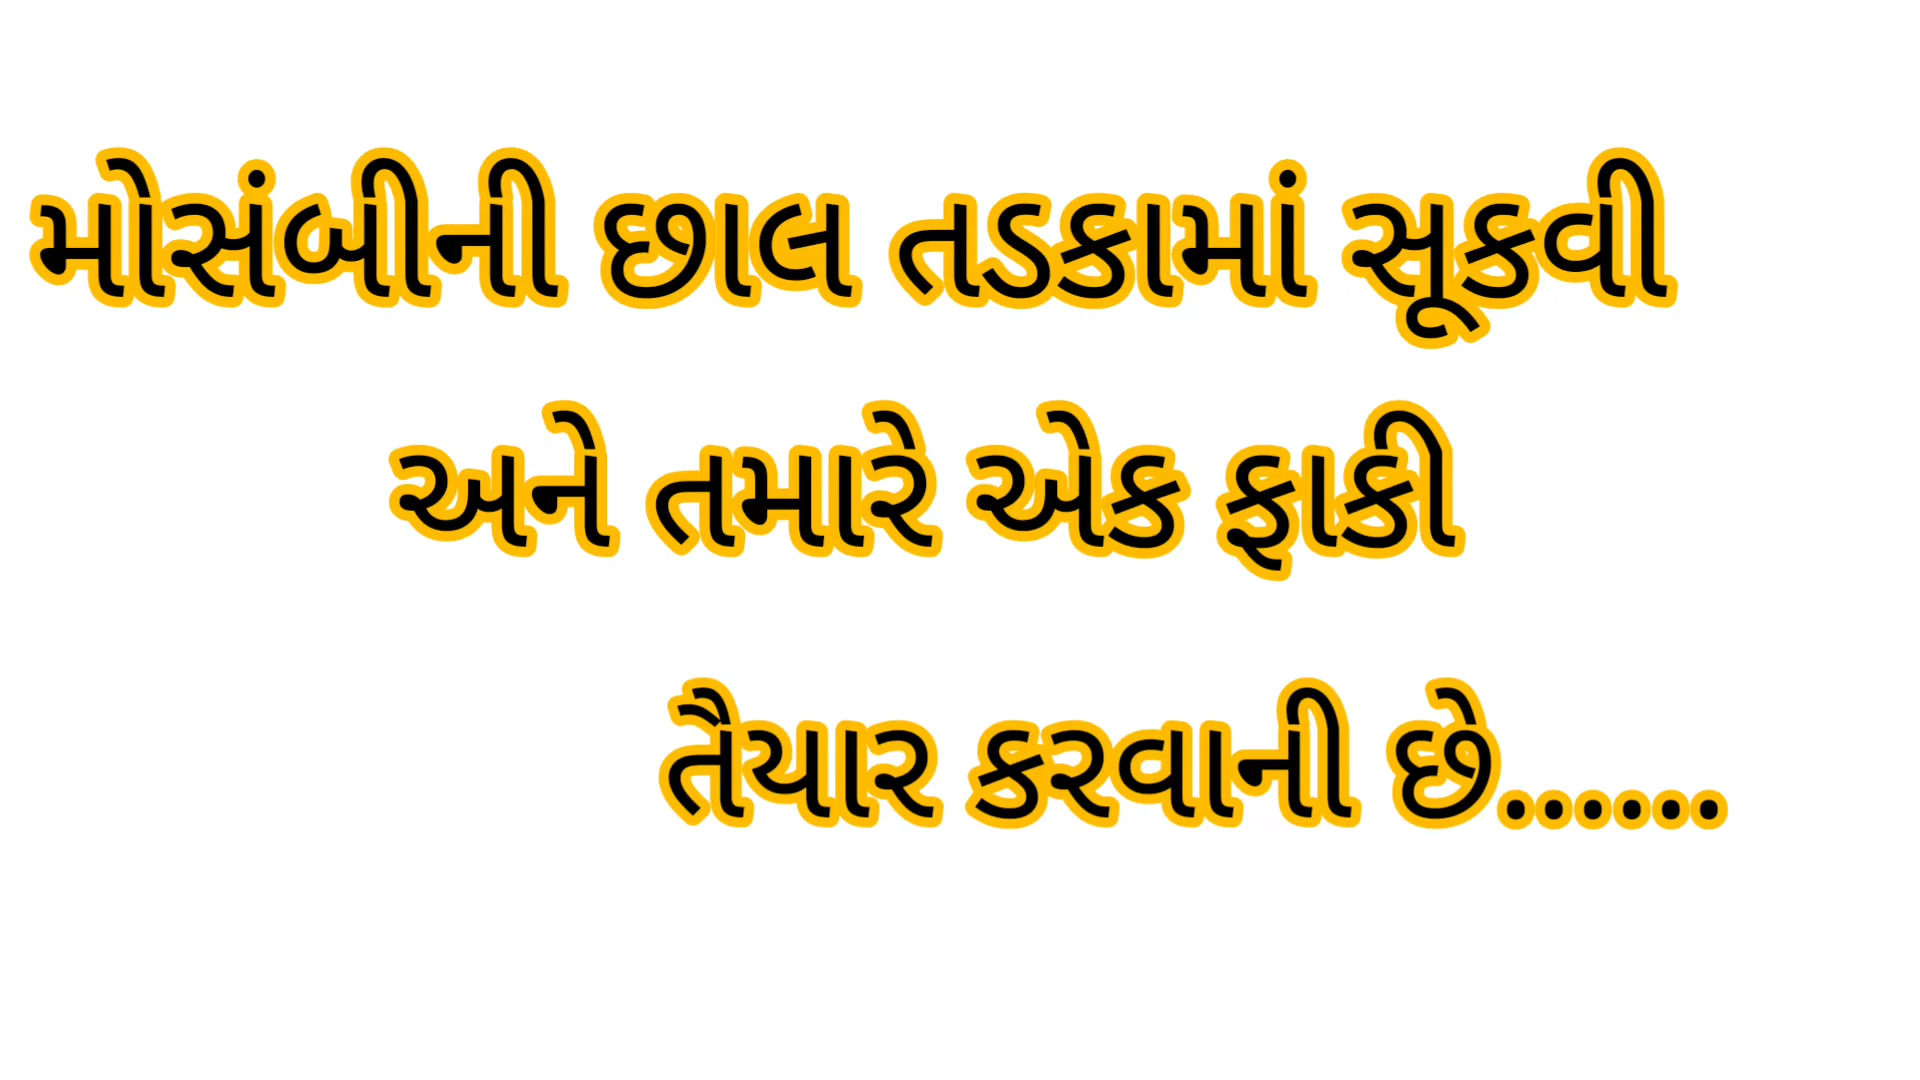 મોસંબીની છાલ તડકામાં સૂકવી
અને તમારે એક ફાકી
તૈયાર કરવાની છે......